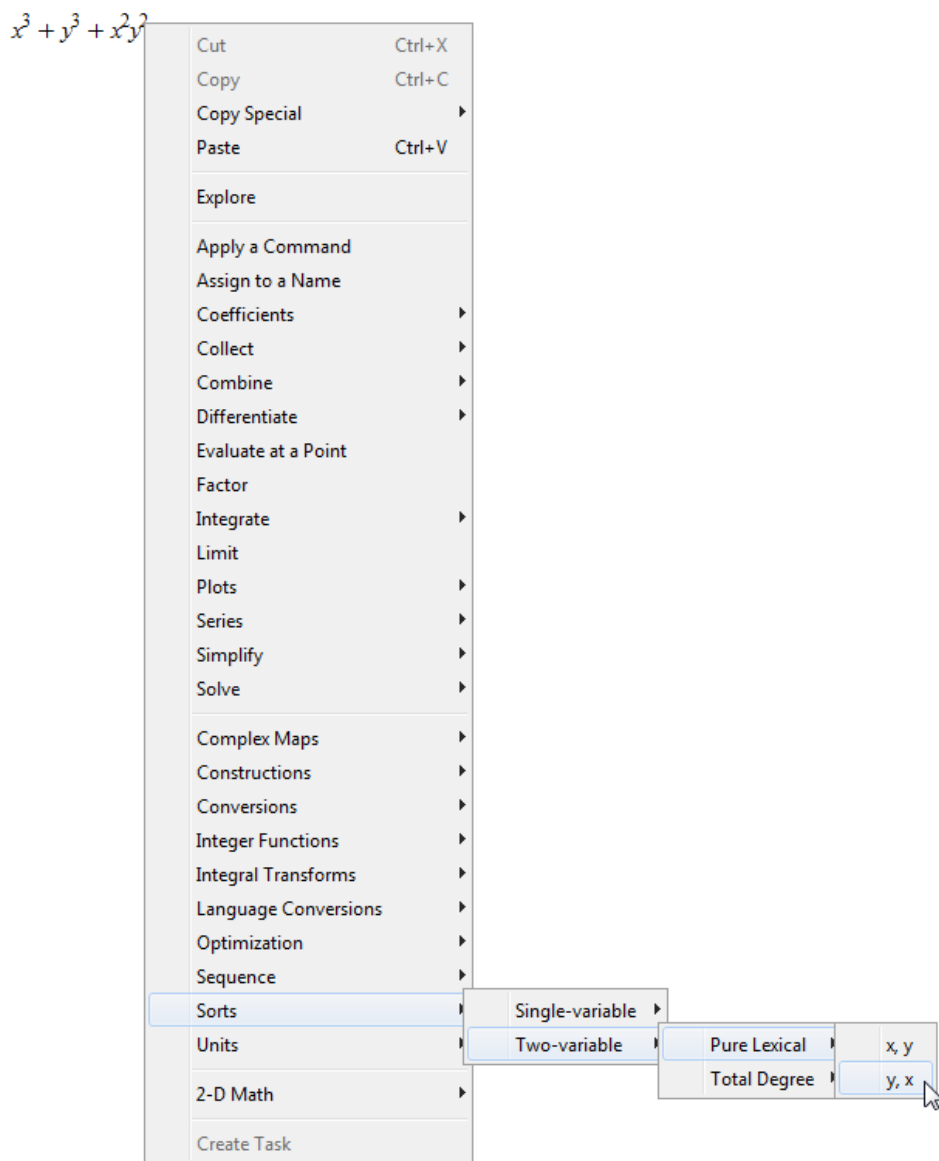 x³ + y³ + x²y²
Cut Ctrl+X
Copy Ctrl+C
Copy Special
Paste Ctrl+V
Explore
Apply a Command
Assign to a Name
Coefficients
Collect
Combine
Differentiate
Evaluate at a Point
Factor
Integrate
Limit
Plots
Series
Simplify
Solve
Complex Maps
Constructions
Conversions
Integer Functions
Integral Transforms
Language Conversions
Optimization
Sequence
Sorts Single-variable
Units Two-variable Pure Lexical x, y
Total Degree y, x
2-D Math
Create Task